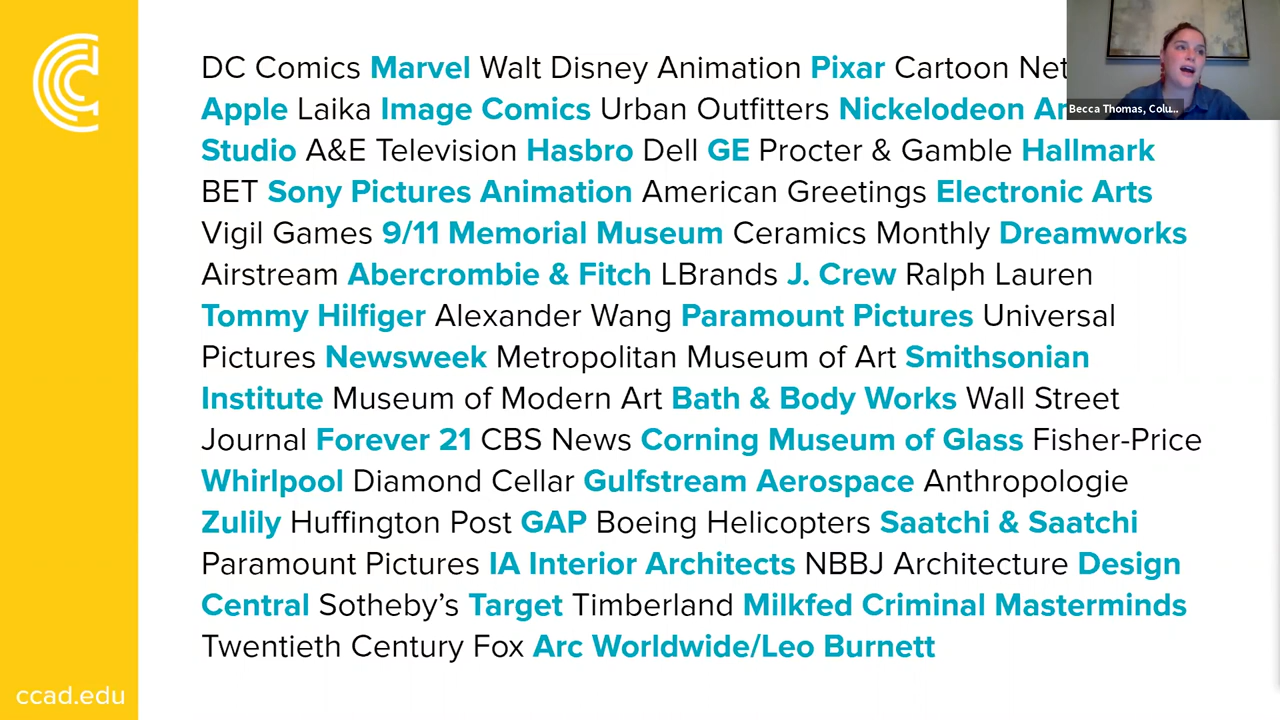 DC Comics Marvel Walt Disney Animation Pixar Cartoon
Apple Laika Image Comics Urban Outfitters Nickelodeon
Studio A&E Television Hasbro Dell GE Procter & Gamble Hallmark
BET Sony Pictures Animation American Greetings Electronic Arts
Vigil Games 9/11 Memorial Museum Ceramics Monthly Dreamworks
Airstream Abercrombie & Fitch LBrands J. Crew Ralph Lauren
Tommy Hilfiger Alexander Wang Paramount Pictures Universal
Pictures Newsweek Metropolitan Museum of Art Smithsonian
Institute Museum of Modern Art Bath & Body Works Wall Street
Journal Forever 21 CBS News Corning Museum of Glass Fisher-Price
Whirlpool Diamond Cellar Gulfstream Aerospace Anthropologie
Zulily Huffington Post GAP Boeing Helicopters Saatchi & Saatchi
Paramount Pictures IA Interior Architects NBBJ Architecture Design
Central Sotheby's Target Timberland Milkfed Criminal Masterminds
Twentieth Century Fox Arc Worldwide/Leo Burnett
Becca Thomas, Colu...
ccad.edu